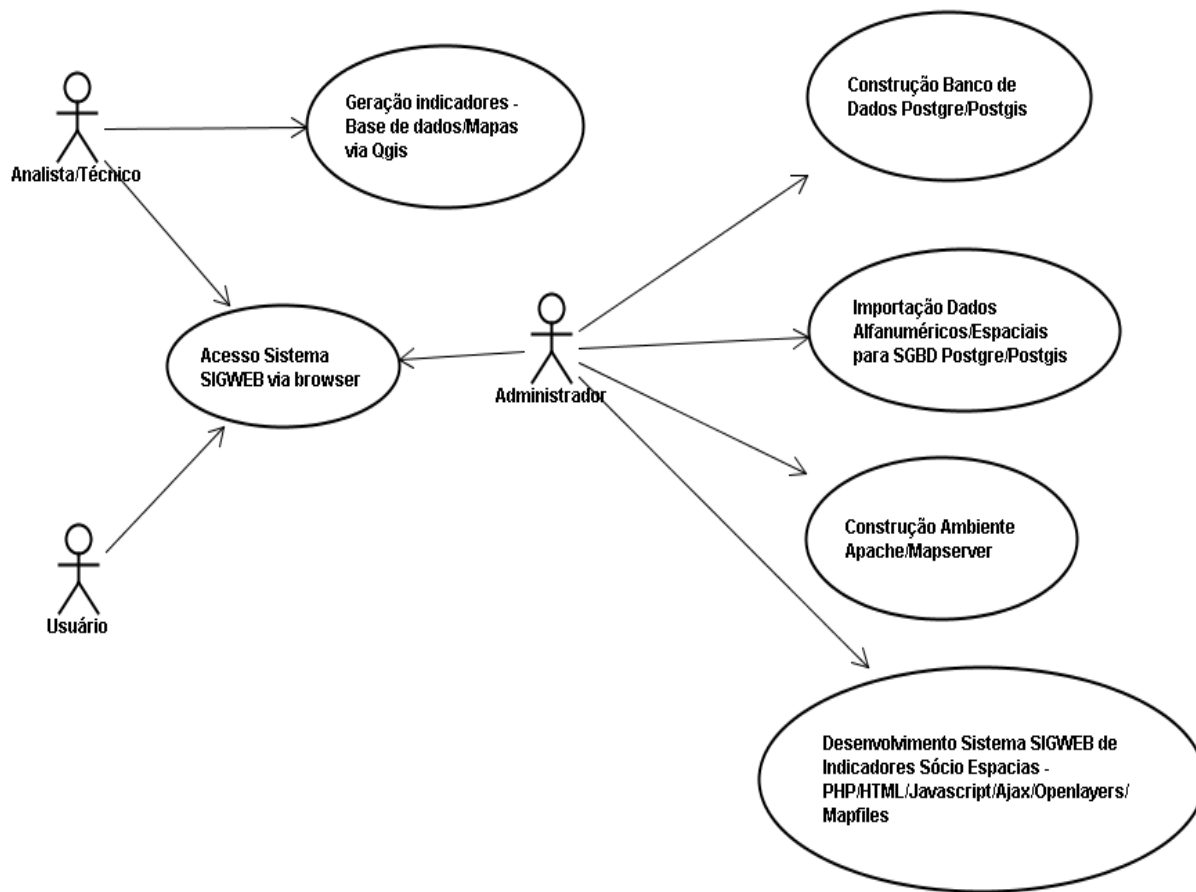 Construção Banco de
Dados Postgre/Postgis
Geração indicadores -
Base de dados/Mapas
via Qgis
Analista/Técnico
Importação Dados
Alfanuméricos/Espaciais
para SGBD Postgre/Postgis
Acesso Sistema
SIGWEB via browser
Administrador
Construção Ambiente
Apache/Mapserver
Usuário
Desenvolvimento Sistema SIGWEB de
Indicadores Sócio Espacias -
PHP/HTML/Javascript/Ajax/Openlayers/
Mapfiles